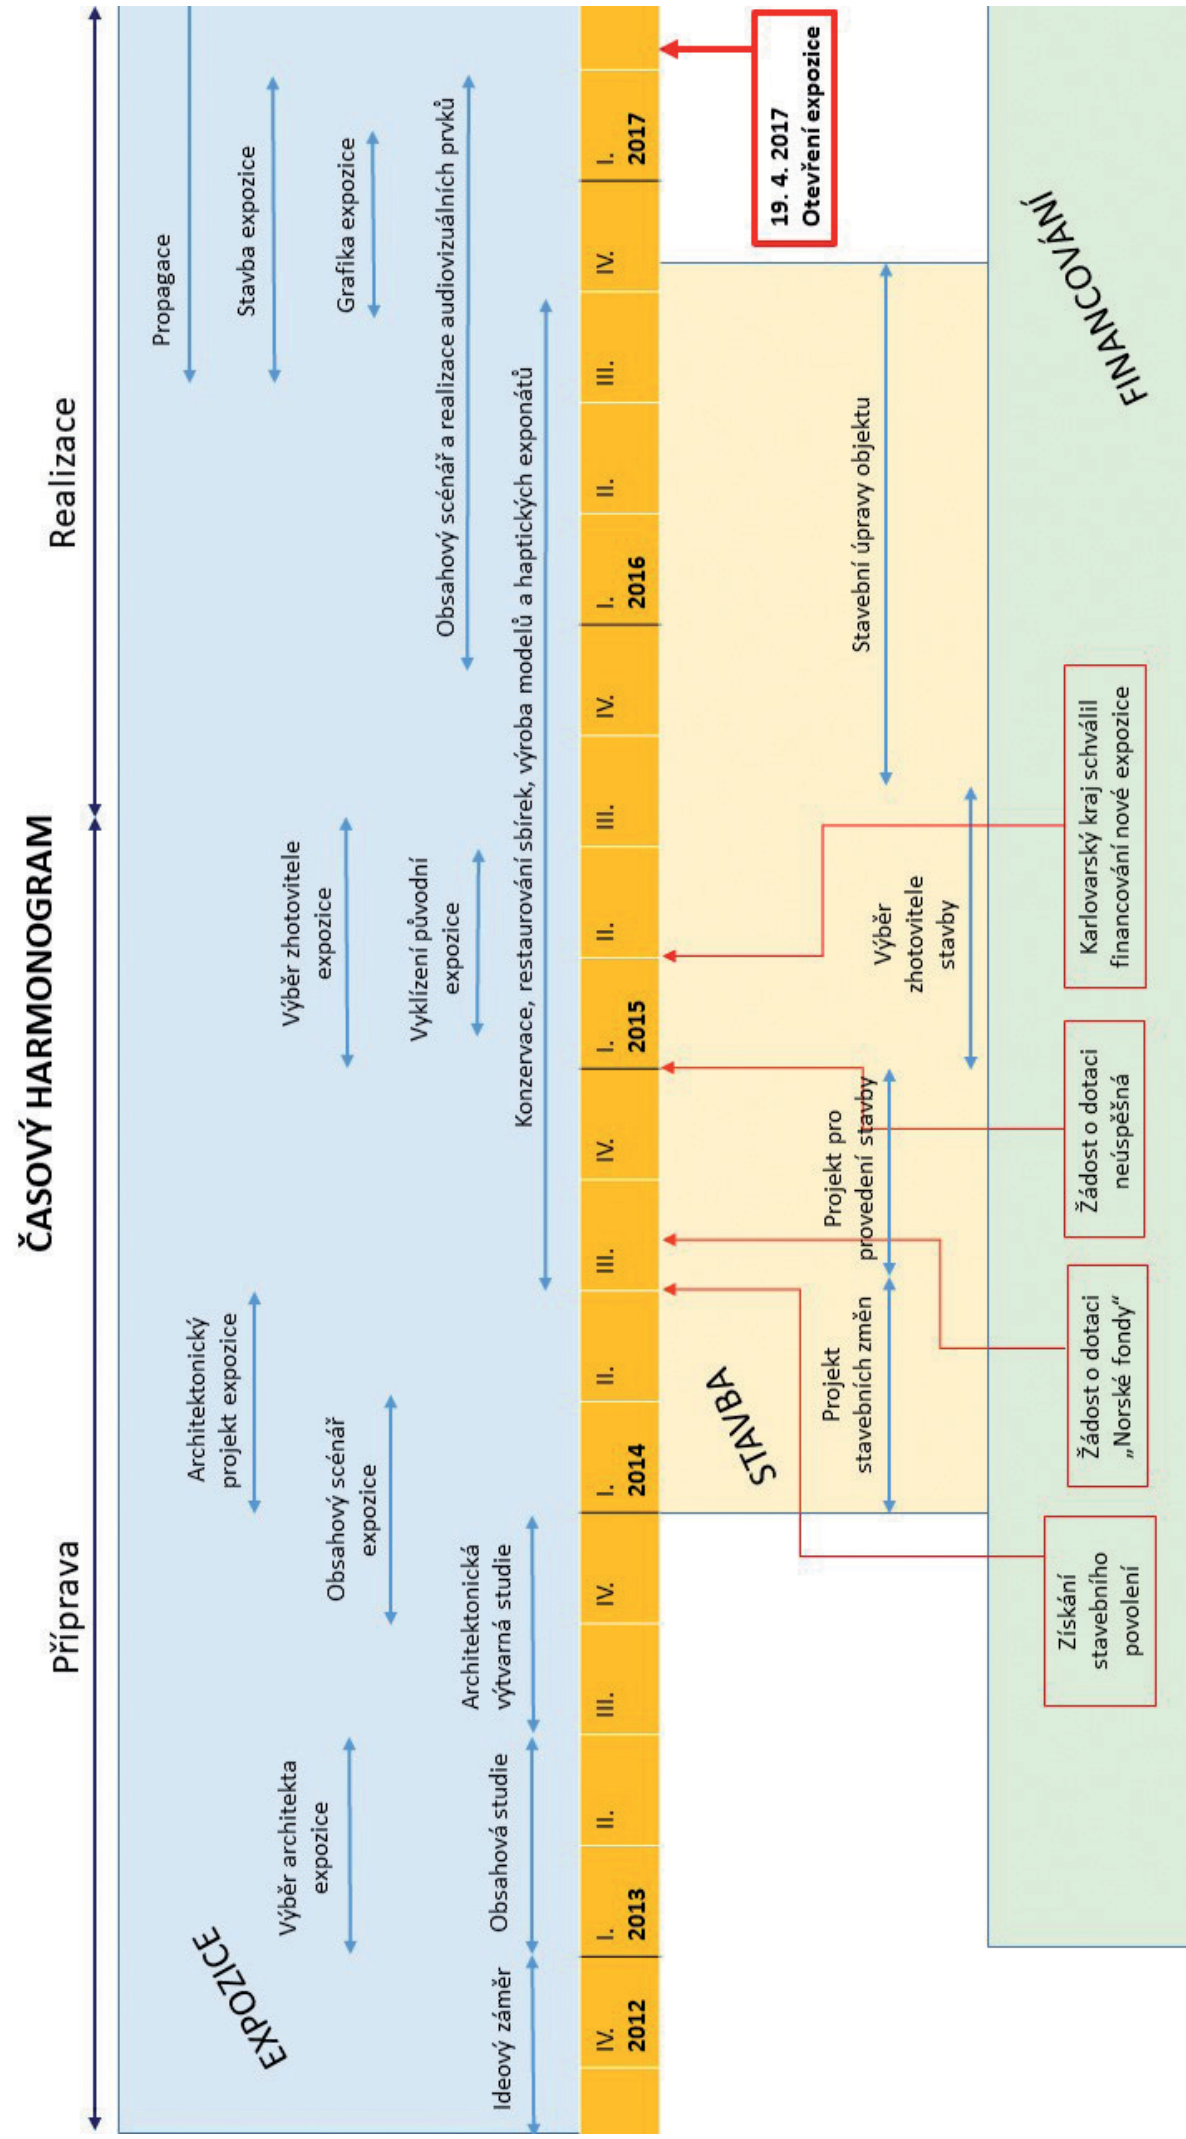 ČASOVÝ HARMONOGRAM
Příprava
Realizace
EXPOZICE
Architektonický
projekt expozice
Propagace
Výběr architekta
expozice
Obsahový scénář
expozice
Výběr zhotovitele
expozice
Stavba expozice
Grafika expozice
Vyklízení původní
expozice
Obsahový scénář a realizace audiovizuálních prvků
Ideový záměr
Obsahová studie
Architektonická
výtvarná studie
Konzervace, restaurování sbírek, výroba modelů a haptických exponátů
IV. I. II. III. IV. I. II. III. IV. I. II. III. IV. I. II. III. IV. I.
2012 2013 2014 2015 2016 2017
STAVBA
19. 4. 2017
Otevření expozice
Projekt
stavebních změn
Projekt pro
provedení stavby
Výběr
zhotovitele
stavby
Stavební úpravy objektu
FINANCOVÁNÍ
Získání
stavebního
povolení
Žádost o dotaci
„Norské fondy“
Žádost o dotaci
neúspěšná
Karlovarský kraj schválil
financování nové expozice